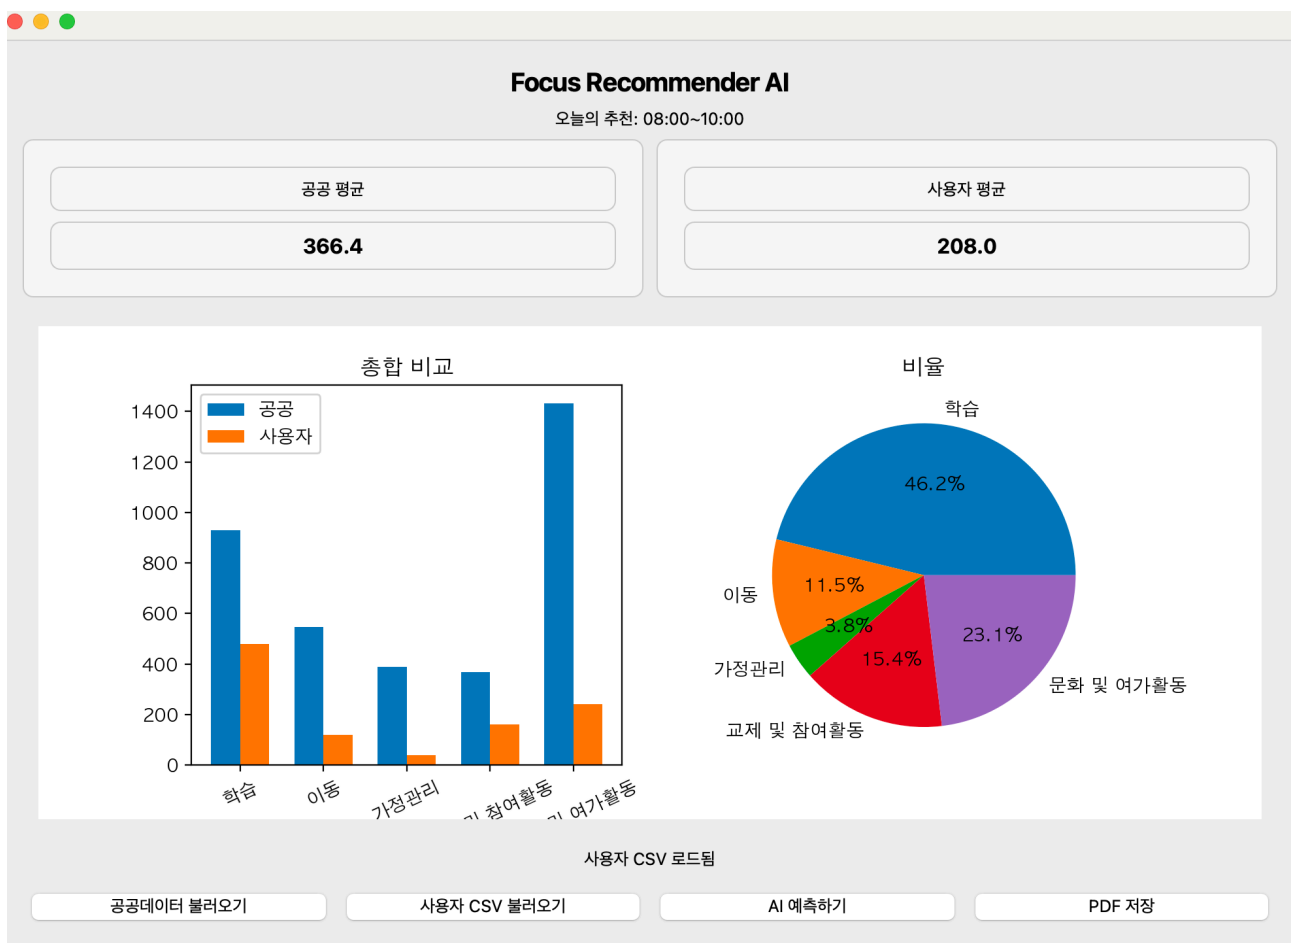 Focus Recommender AI
오늘의 추천: 08:00~10:00
공공 평균
366.4
사용자 평균
208.0
총합 비교
공공
사용자
1400
1200
1000
800
600
400
200
0
학습
이동
가정관리
및 참여활동
및 여가활동
비율
학습
46.2%
이동
11.5%
가정관리
3.8%
교제 및 참여활동
15.4%
문화 및 여가활동
23.1%
사용자 CSV 로드됨
공공데이터 불러오기
사용자 CSV 불러오기
AI 예측하기
PDF 저장